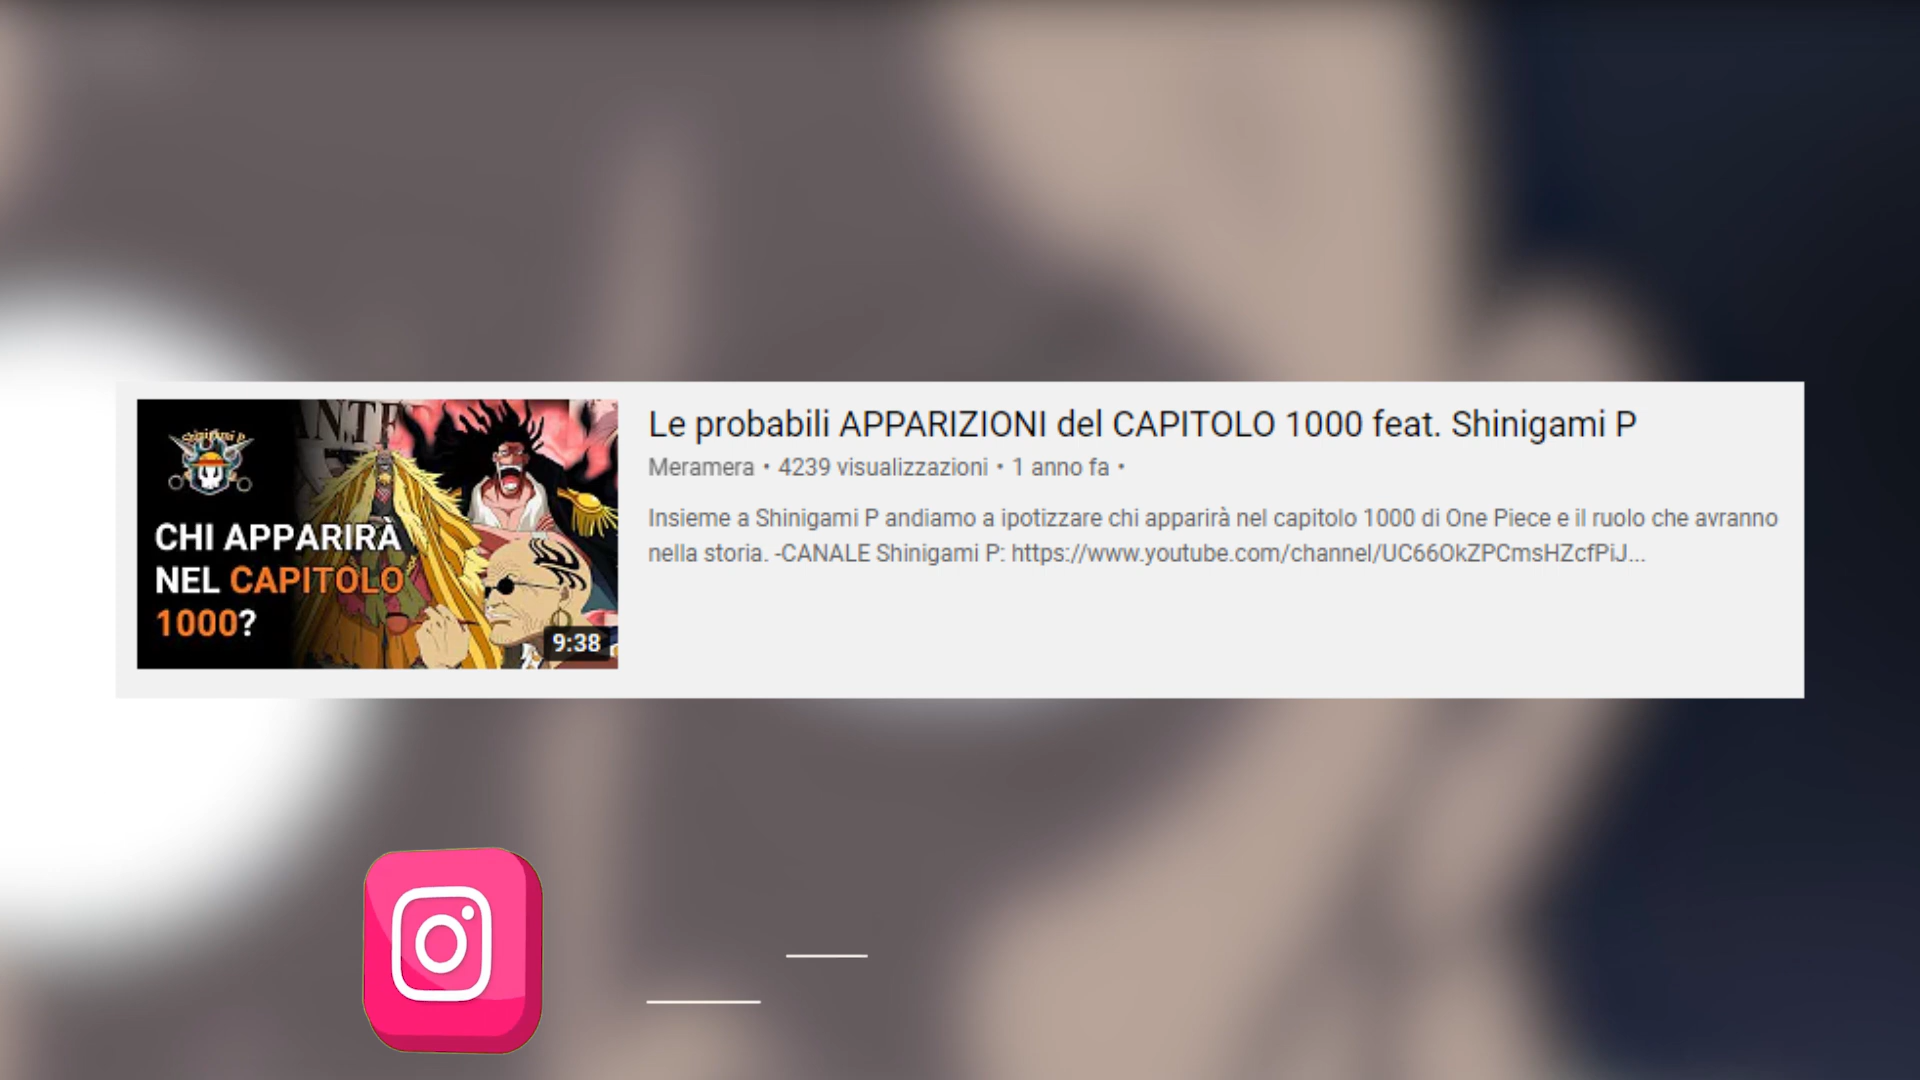 Shinigami P
ANTE
CHI APPARIRÀ
NEL CAPITOLO
1000?
9:38
Le probabili APPARIZIONI del CAPITOLO 1000 feat. Shinigami P
Meramera • 4239 visualizzazioni • 1 anno fa •
Insieme a Shinigami P andiamo a ipotizzare chi apparirà nel capitolo 1000 di One Piece e il ruolo che avranno
nella storia. -CANALE Shinigami P: https://www.youtube.com/channel/UC66OkZPCmsHZcfPiJ...